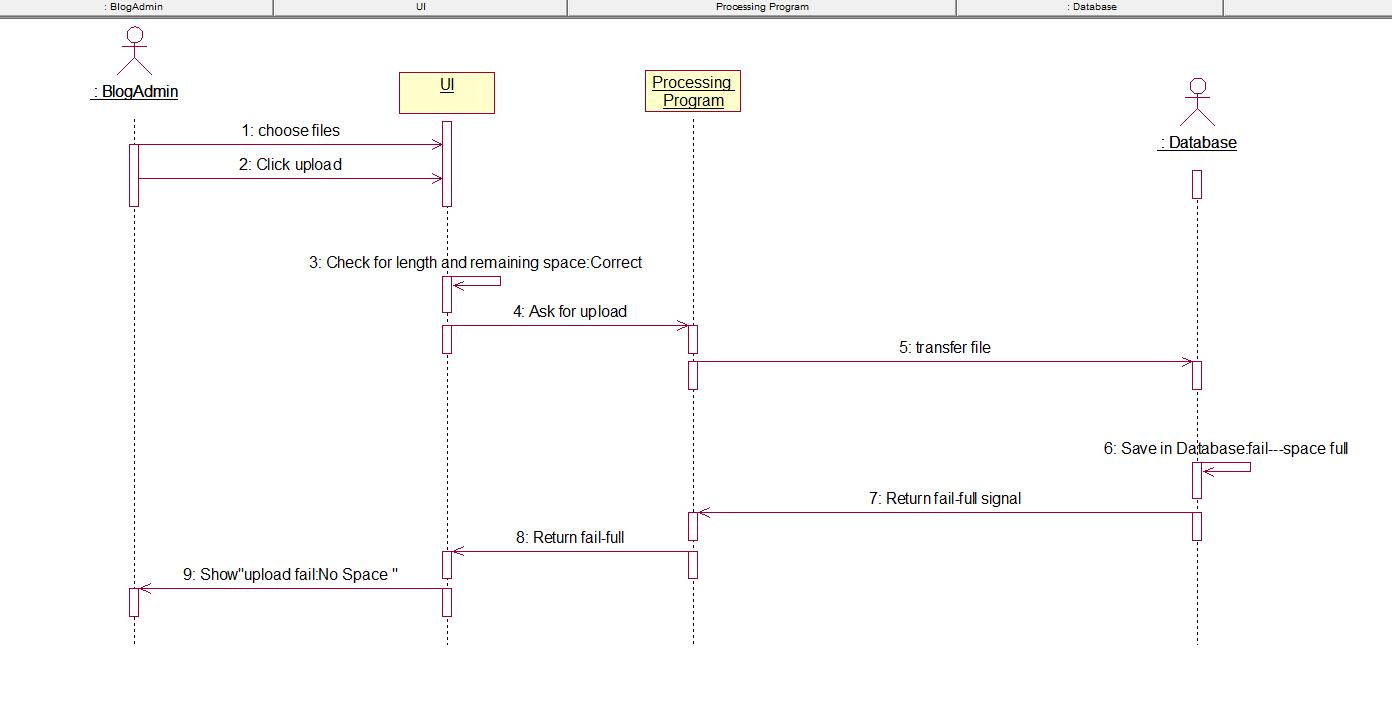 : BlogAdmin
UI
Processing Program
: Database
: BlogAdmin
UI
Processing
Program
: Database
1: choose files
2: Click upload
3: Check for length and remaining space:Correct
4: Ask for upload
5: transfer file
6: Save in Database:fail---space full
7: Return fail-full signal
8: Return fail-full
9: Show"upload fail:No Space "